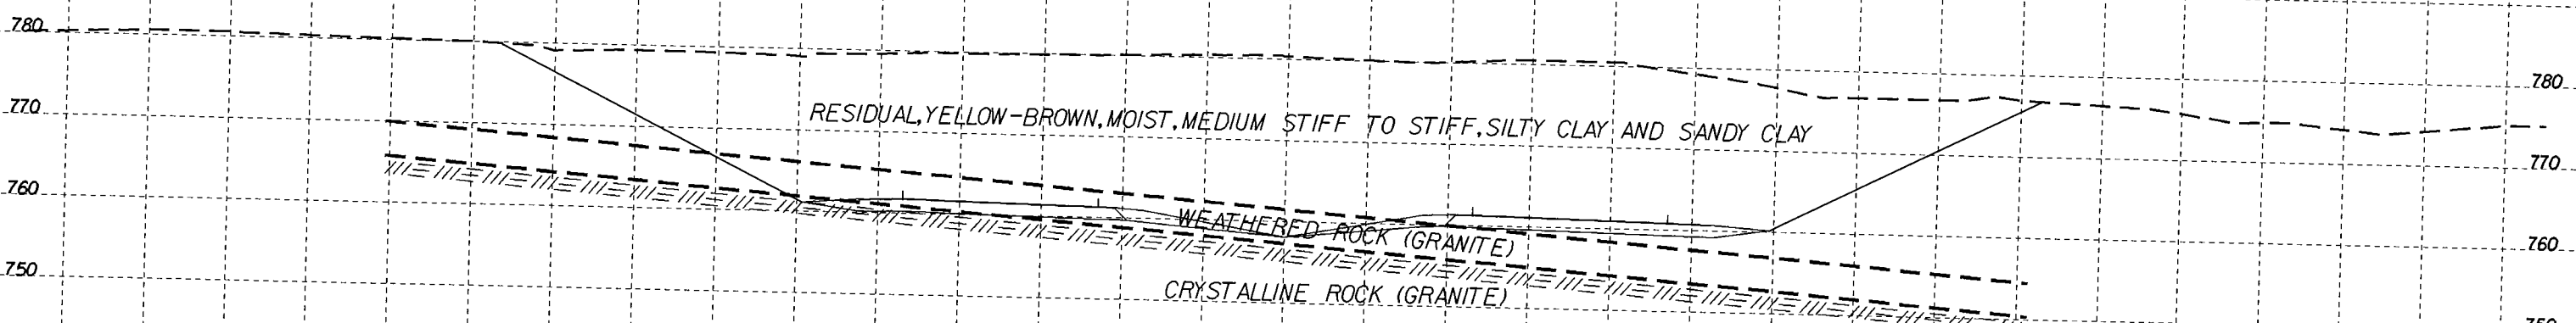 780
780
770
RESIDUAL,YELLOW-BROWN,MOIST,MEDIUM STIFF TO STIFF,SILTY CLAY AND SANDY CLAY
770
760
WEATHERED ROCK (GRANITE)
760
750
CRYSTALLINE ROCK (GRANITE)
750